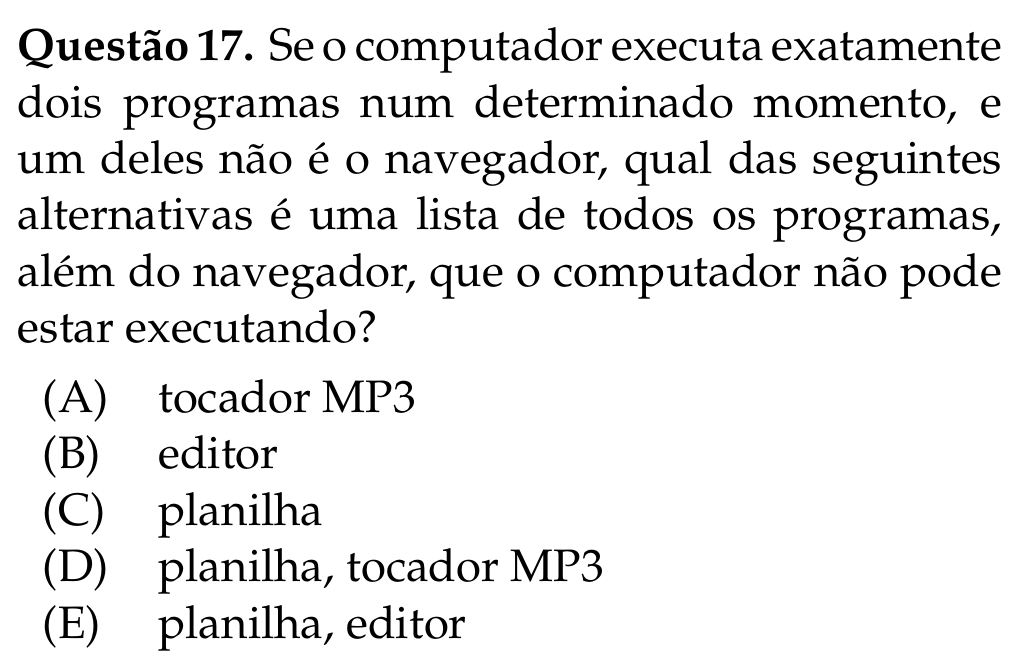 Questão 17. Se o computador executa exatamente
dois programas num determinado momento, e
um deles não é o navegador, qual das seguintes
alternativas é uma lista de todos os programas,
além do navegador, que o computador não pode
estar executando?
(A) tocador MP3
(B) editor
(C) planilha
(D) planilha, tocador MP3
(E) planilha, editor